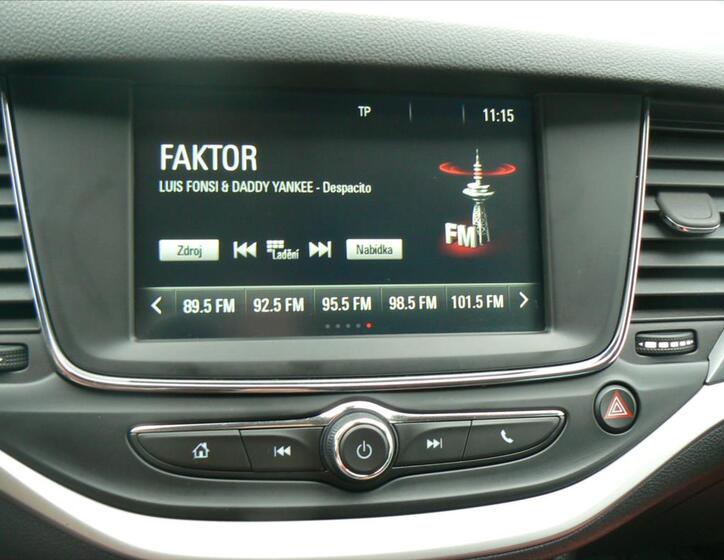 TP 11:15
FAKTOR
LUIS FONSI & DADDY YANKEE - Despacito
FM
Zdroj Ladění Nabídka
89.5 FM 92.5 FM 95.5 FM 98.5 FM 101.5 FM